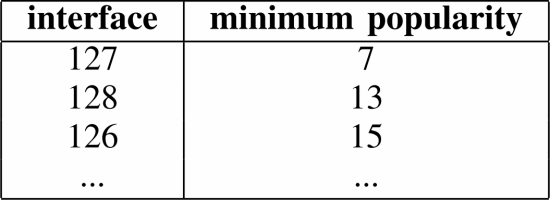 interface minimum popularity
127 7
128 13
126 15
... ...